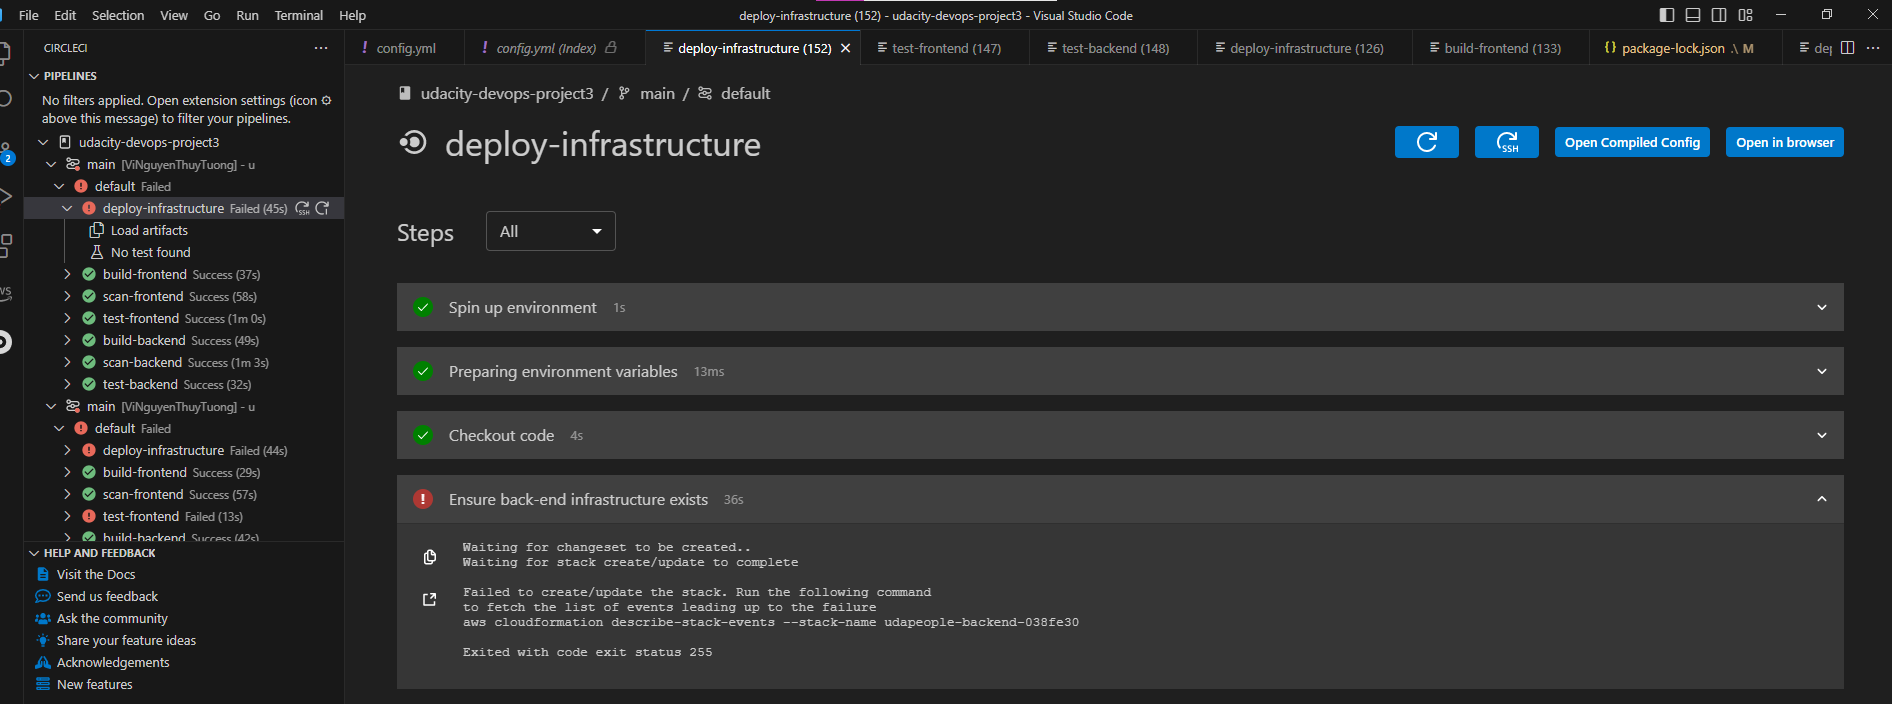 File Edit Selection View Go Run Terminal Help
deploy-infrastructure (152) - udacity-devops-project3 - Visual Studio Code
CIRCLECI
config.yml
config.yml (Index)
deploy-infrastructure (152)
test-frontend (147)
test-backend (148)
deploy-infrastructure (126)
build-frontend (133)
package-lock.json .\ M
PIPELINES
No filters applied. Open extension settings (icon
above this message) to filter your pipelines.
udacity-devops-project3
main [ViNguyenThuyTuong] - u
default Failed
deploy-infrastructure Failed (45s) SSH
Load artifacts
No test found
build-frontend Success (37s)
scan-frontend Success (58s)
test-frontend Success (1m 0s)
build-backend Success (49s)
scan-backend Success (1m 3s)
test-backend Success (32s)
main [ViNguyenThuyTuong] - u
default Failed
deploy-infrastructure Failed (44s)
build-frontend Success (29s)
scan-frontend Success (57s)
test-frontend Failed (13s)
build-backend Success (42s)
HELP AND FEEDBACK
Visit the Docs
Send us feedback
Ask the community
Share your feature ideas
Acknowledgements
New features
2
udacity-devops-project3 / main / default
deploy-infrastructure
SSH
Open Compiled Config
Open in browser
Steps
All
Spin up environment 1s
Preparing environment variables 13ms
Checkout code 4s
Ensure back-end infrastructure exists 36s
Waiting for changeset to be created..
Waiting for stack create/update to complete
Failed to create/update the stack. Run the following command
to fetch the list of events leading up to the failure
aws cloudformation describe-stack-events --stack-name udapeople-backend-038fe30
Exited with code exit status 255